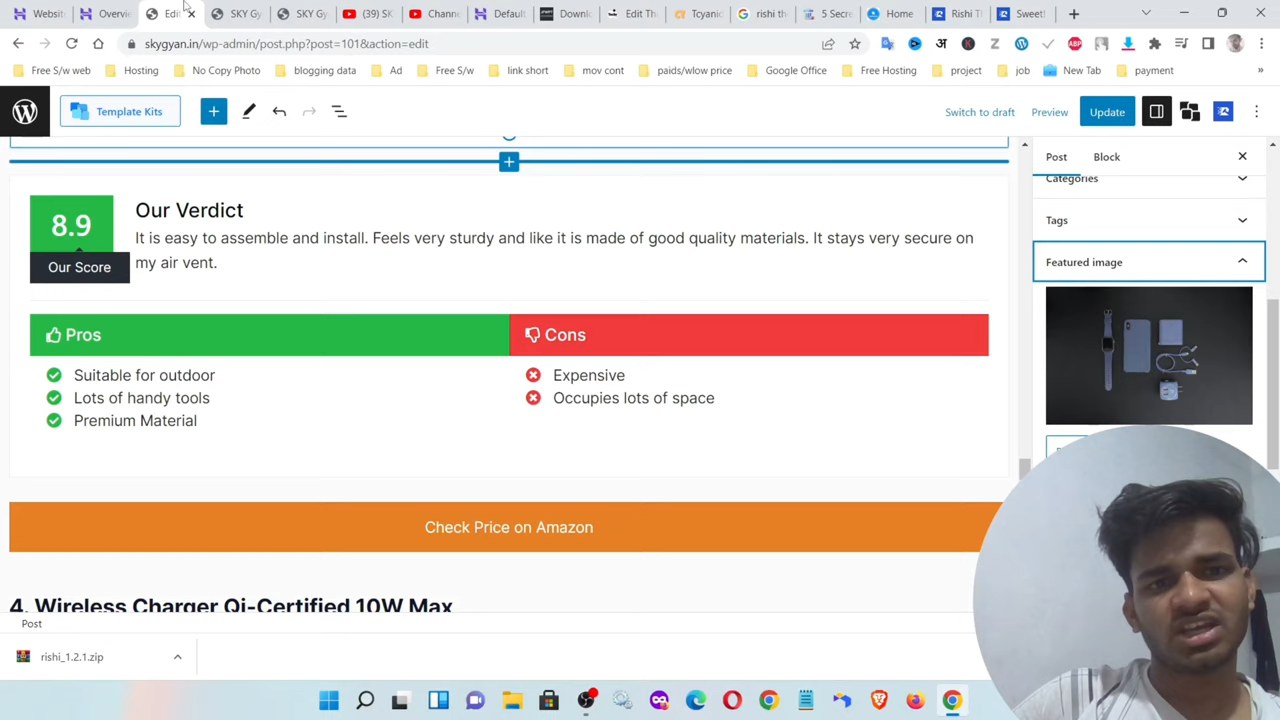 Websit
Overvie
Edit
SKY Gy
SKY Gy
(39) SK
Channe
Default
Downlo
Edit Th
Tcyanic
rishi th
5 Secre
Home
Rishi Th
Sweet!
skygyan.in/wp-admin/post.php?post=101&action=edit
Free S/w web
Hosting
No Copy Photo
blogging data
Ad
Free S/w
link short
mov cont
paids/wlow price
Google Office
Free Hosting
project
job
New Tab
payment
»
Template Kits
Switch to draft
Preview
Update
Post
Block
Categories
Tags
Featured image
8.9
Our Score
Our Verdict
It is easy to assemble and install. Feels very sturdy and like it is made of good quality materials. It stays very secure on
my air vent.
Pros
Cons
Suitable for outdoor
Expensive
Lots of handy tools
Occupies lots of space
Premium Material
Check Price on Amazon
4. Wireless Charger Qi-Certified 10W Max
Post
rishi_1.2.1.zip